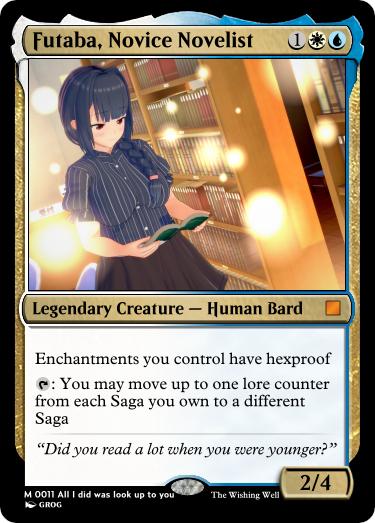 Futaba, Novice Novelist 1
Legendary Creature — Human Bard
Enchantments you control have hexproof
: You may move up to one lore counter
from each Saga you own to a different
Saga
“Did you read a lot when you were younger?”
2/4
M 0011 All I did was look up to you
The Wishing Well
GROG